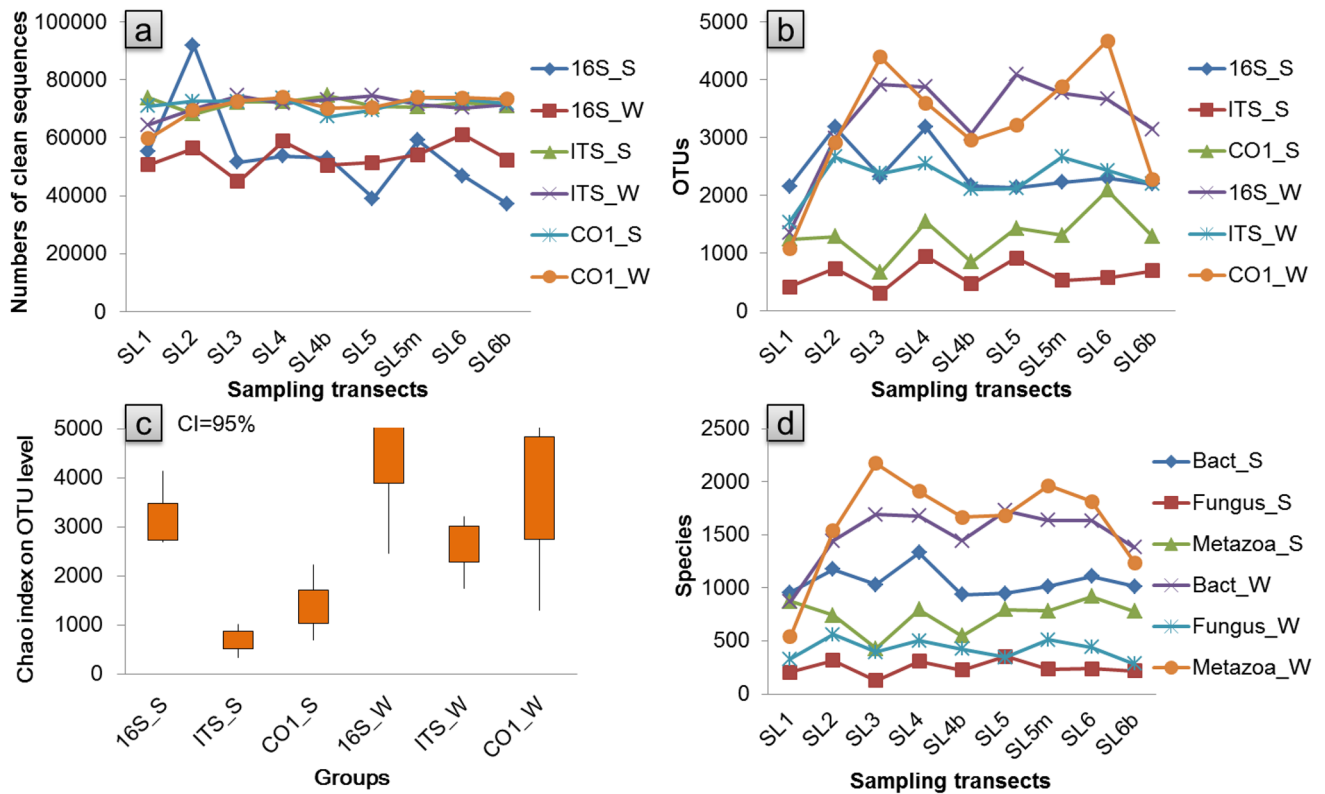 a
Numbers of clean sequences
100000
80000
60000
40000
20000
0
SL1
SL2
SL3
SL4
SL4b
SL5
SL5m
SL6
SL6b
Sampling transects
16S_S
16S_W
ITS_S
ITS_W
CO1_S
CO1_W
b
OTUs
5000
4000
3000
2000
1000
0
SL1
SL2
SL3
SL4
SL4b
SL5
SL5m
SL6
SL6b
Sampling transects
16S_S
ITS_S
CO1_S
16S_W
ITS_W
CO1_W
c
CI=95%
Chao index on OTU level
5000
4000
3000
2000
1000
0
16S_S
ITS_S
CO1_S
16S_W
ITS_W
CO1_W
Groups
d
Species
2500
2000
1500
1000
500
0
SL1
SL2
SL3
SL4
SL4b
SL5
SL5m
SL6
SL6b
Sampling transects
Bact_S
Fungus_S
Metazoa_S
Bact_W
Fungus_W
Metazoa_W